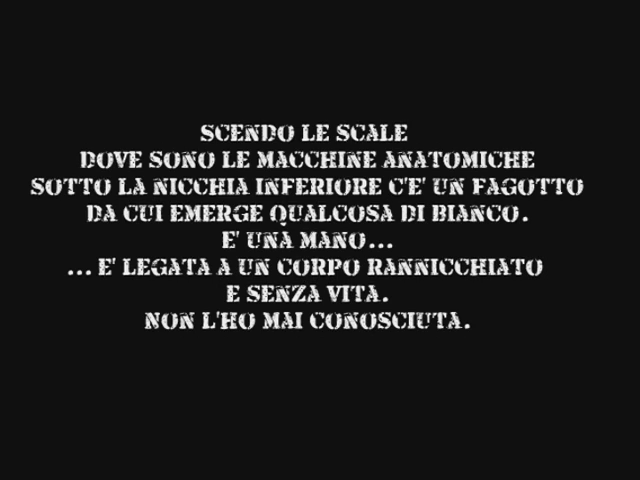 SCENDO LE SCALE
DOVE SONO LE MACCHINE ANATOMICHE
SOTTO LA NICCHIA INFERIORE C'E' UN FAGOTTO
DA CUI EMERGE QUALCOSA DI BIANCO.
E' UNA MANO...
... E' LEGATA A UN CORPO RANNICCHIATO
E SENZA VITA.
NON L'HO MAI CONOSCIUTA.